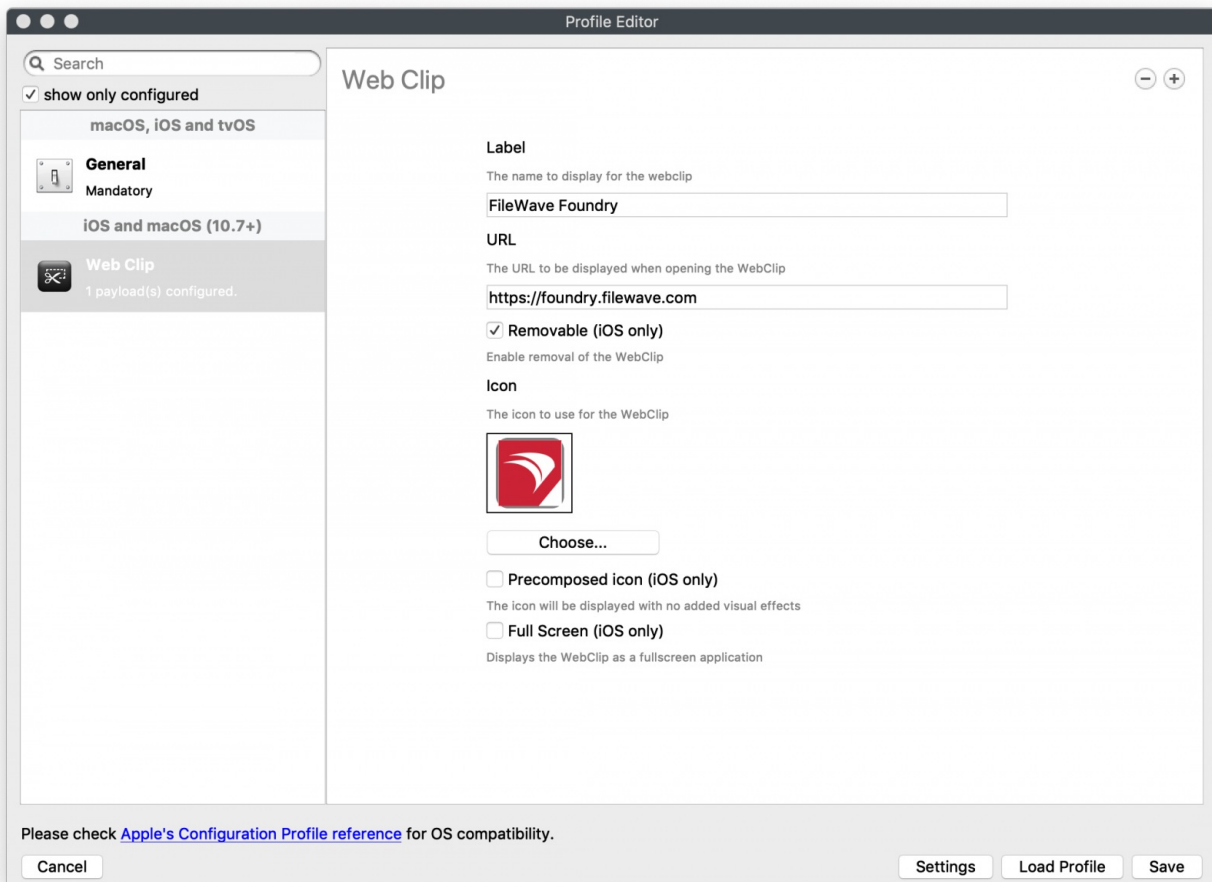 Profile Editor
Search
show only configured
macOS, iOS and tvOS
General
Mandatory
iOS and macOS (10.7+)
Web Clip
1 payload(s) configured.
Web Clip
Label
The name to display for the webclip
FileWave Foundry
URL
The URL to be displayed when opening the WebClip
https://foundry.filewave.com
Removable (iOS only)
Enable removal of the WebClip
Icon
The icon to use for the WebClip
Choose...
Precomposed icon (iOS only)
The icon will be displayed with no added visual effects
Full Screen (iOS only)
Displays the WebClip as a fullscreen application
Please check Apple's Configuration Profile reference for OS compatibility.
Cancel
Settings
Load Profile
Save